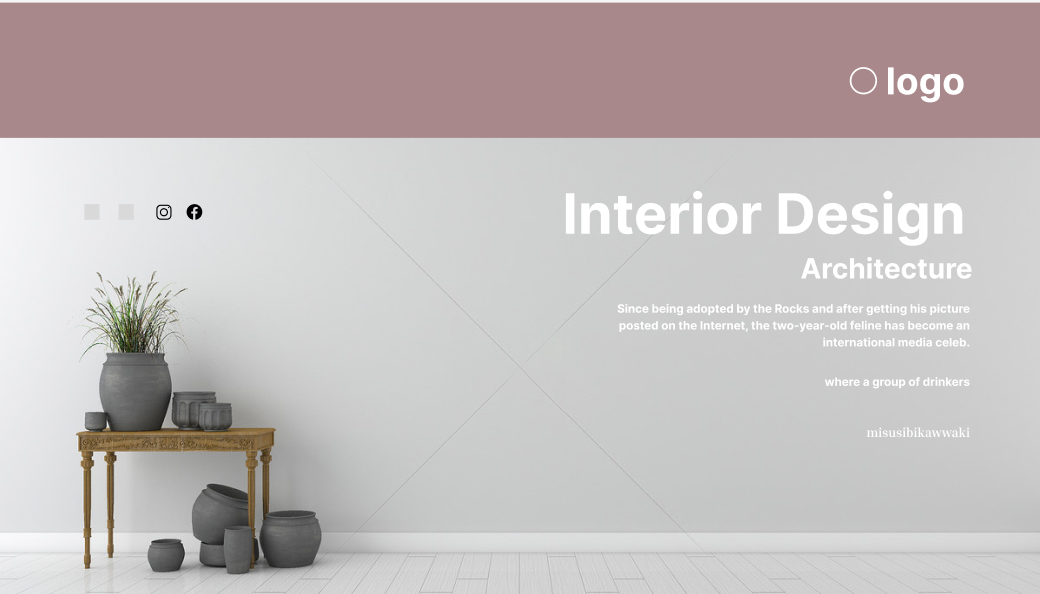 logo
Interior Design
Architecture
Since being adopted by the Rocks and after getting his picture
posted on the Internet, the two-year-old feline has become an
international media celeb.
where a group of drinkers
misusibikawwaki